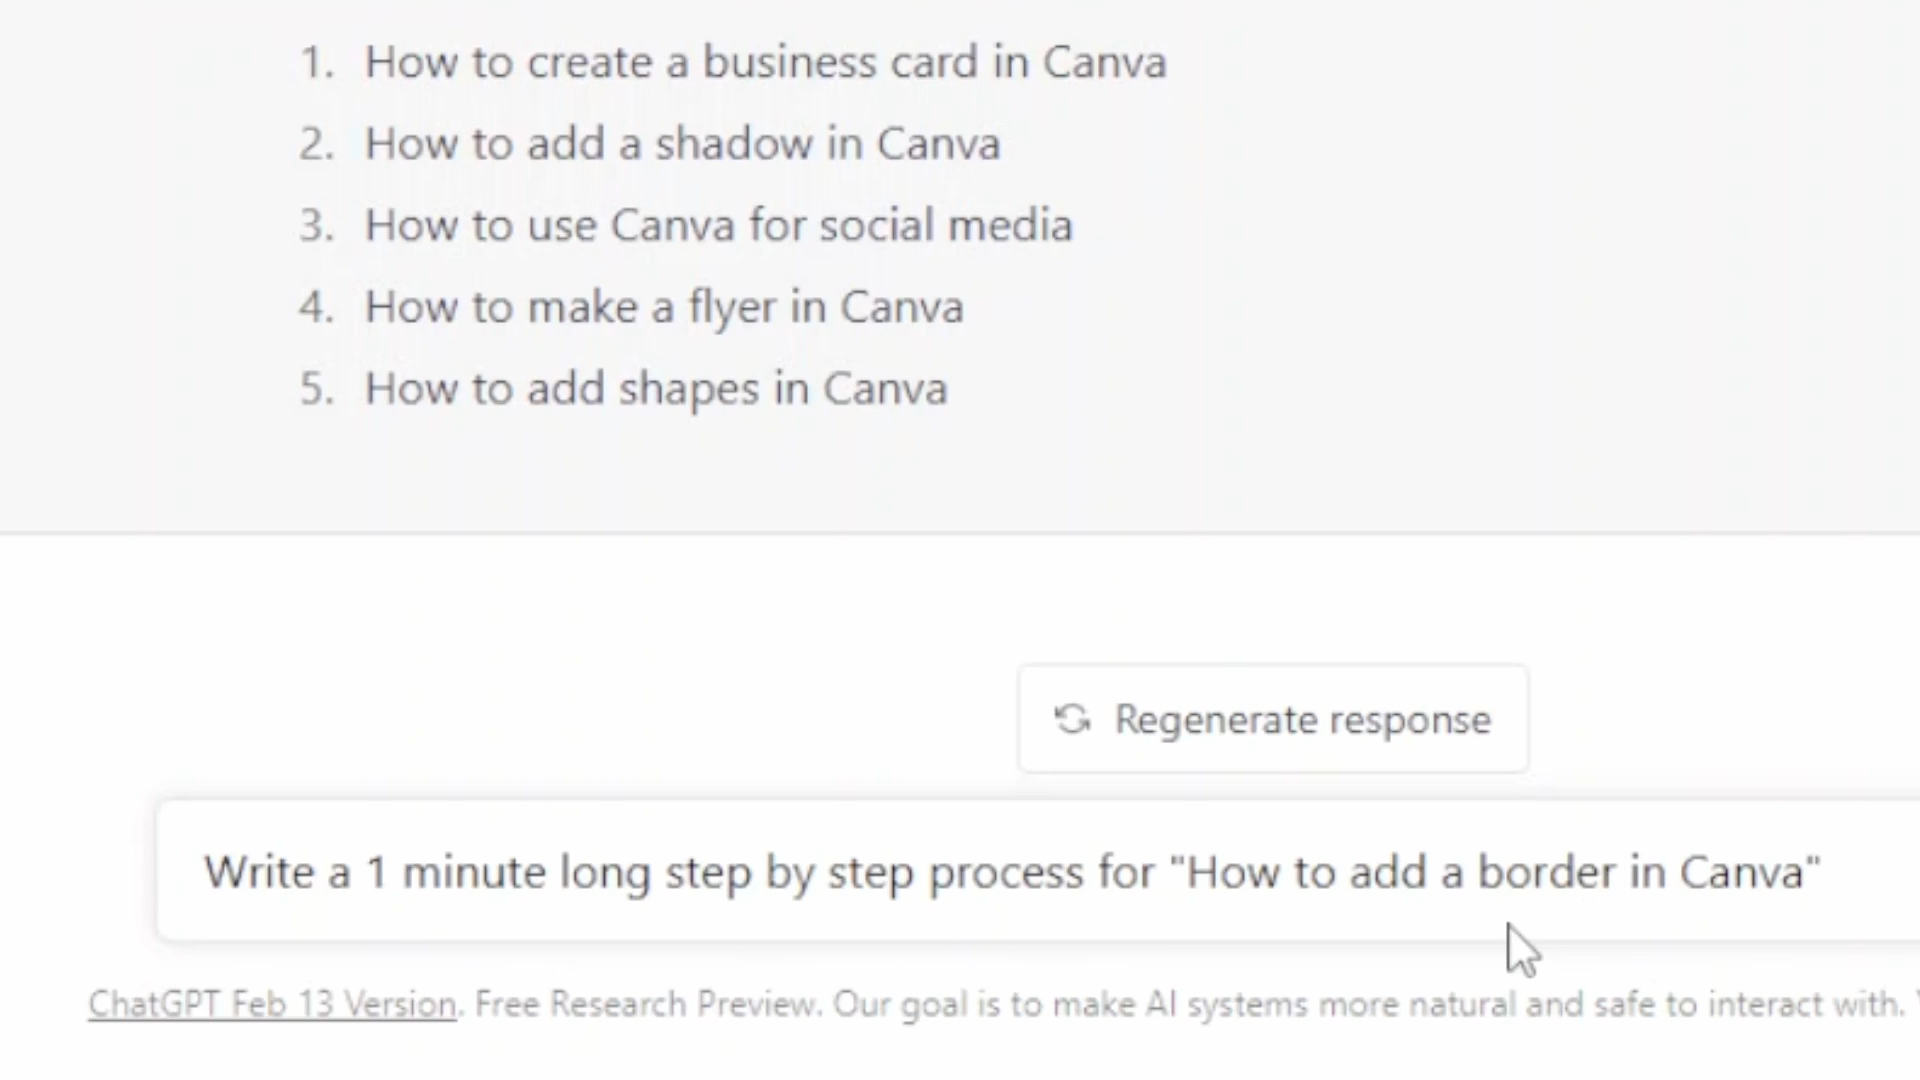 1. How to create a business card in Canva
2. How to add a shadow in Canva
3. How to use Canva for social media
4. How to make a flyer in Canva
5. How to add shapes in Canva
Regenerate response
Write a 1 minute long step by step process for "How to add a border in Canva"
ChatGPT Feb 13 Version. Free Research Preview. Our goal is to make AI systems more natural and safe to interact with.